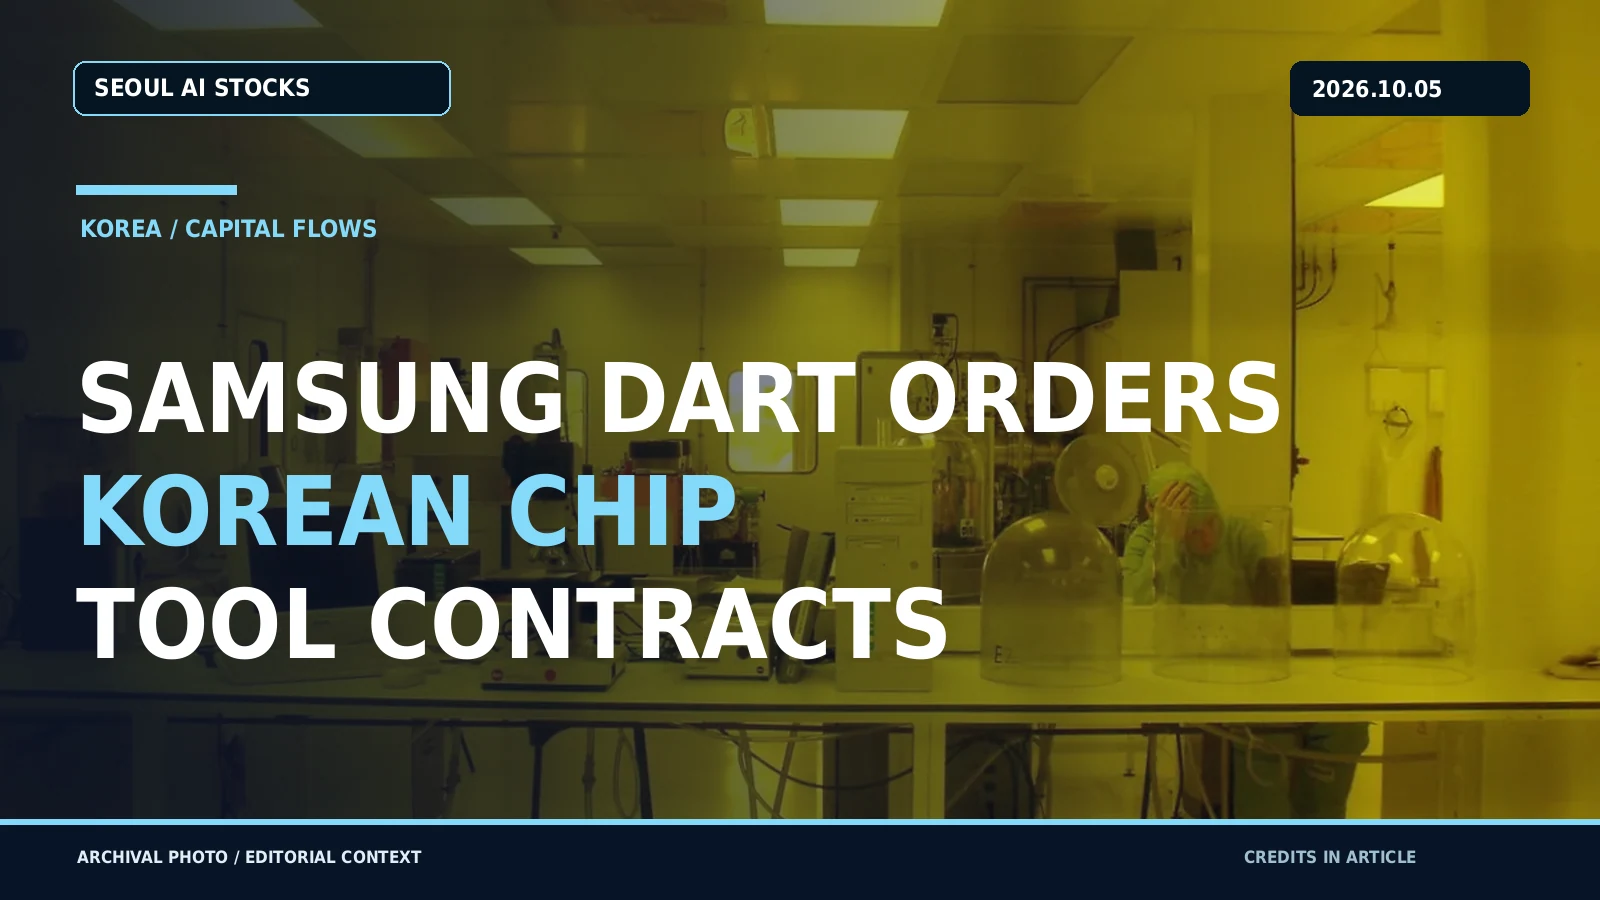 SEOUL AI STOCKS
2026.10.05
KOREA / CAPITAL FLOWS
SAMSUNG DART ORDERS
KOREAN CHIP
TOOL CONTRACTS
ARCHIVAL PHOTO / EDITORIAL CONTEXT
CREDITS IN ARTICLE